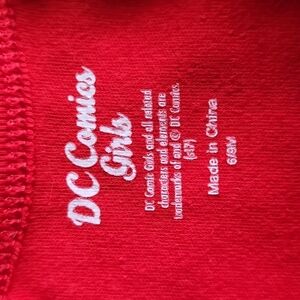 DC Comics
Girls
DC Comic Girls and all related
characters and elements are
trademarks of and © DC Comics.
(s17)
Made in China
6/9M